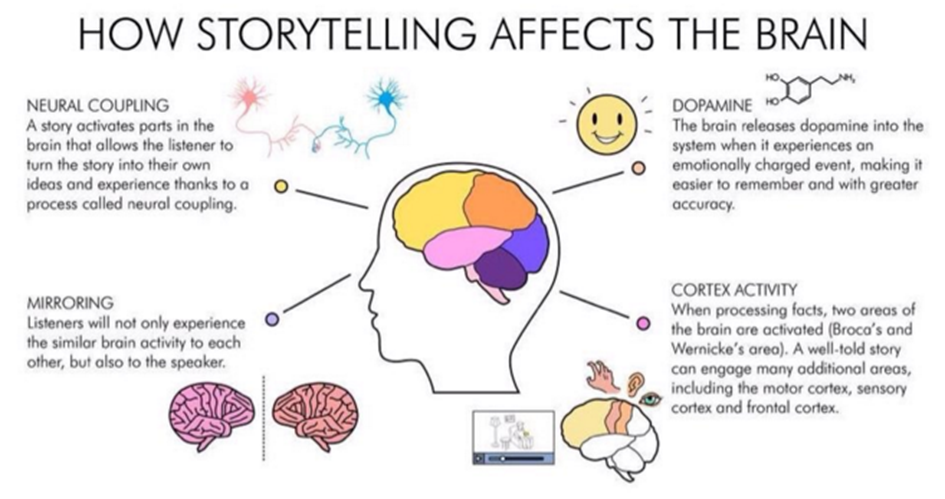 HOW STORYTELLING AFFECTS THE BRAIN
NEURAL COUPLING
A story activates parts in the
brain that allows the listener to
turn the story into their own
ideas and experience thanks to a
process called neural coupling.
HO
HO
NH₂
DOPAMINE
The brain releases dopamine into the
system when it experiences an
emotionally charged event, making it
easier to remember and with greater
accuracy.
MIRRORING
Listeners will not only experience
the similar brain activity to each
other, but also to the speaker.
CORTEX ACTIVITY
When processing facts, two areas of
the brain are activated (Broca's and
Wernicke's area). A well-told story
can engage many additional areas,
including the motor cortex, sensory
cortex and frontal cortex.